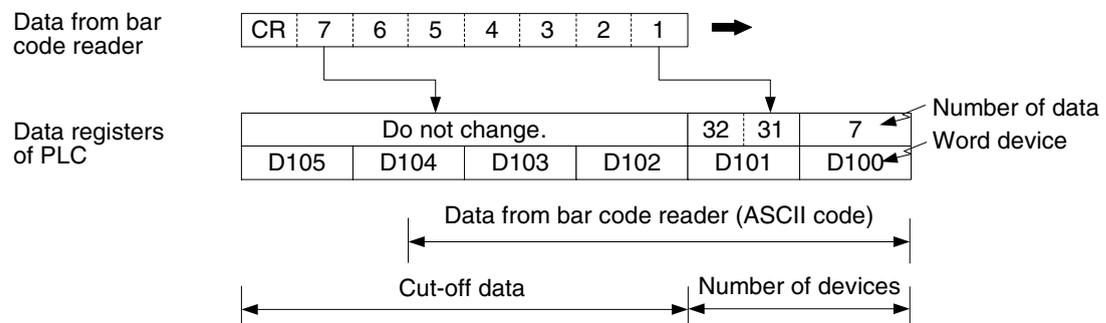 Data from bar
code reader
CR 7 6 5 4 3 2 1
Number of data
Data registers
of PLC
Do not change. 32 31 7
Word device
D105 D104 D103 D102 D101 D100
Data from bar code reader (ASCII code)
Cut-off data
Number of devices